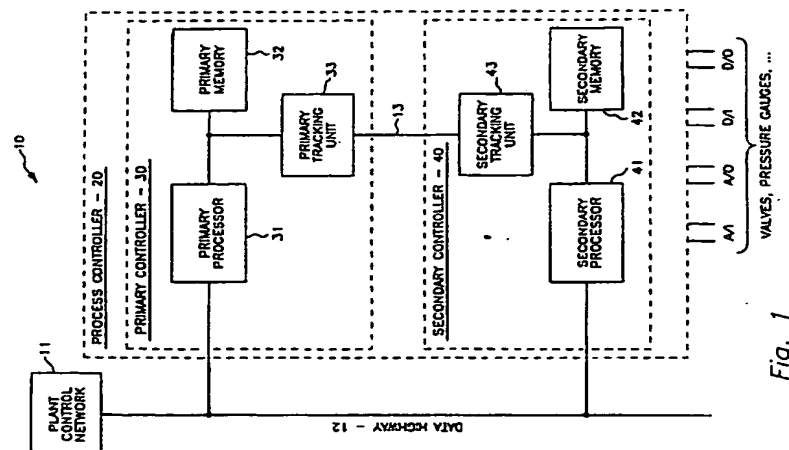 10
11
PLANT
CONTROL
NETWORK
DATA HIGHWAY - 12
PROCESS CONTROLLER - 20
PRIMARY CONTROLLER - 30
PRIMARY
PROCESSOR
31
PRIMARY
MEMORY
32
PRIMARY
TRACKING
UNIT
33
13
SECONDARY CONTROLLER - 40
SECONDARY
TRACKING
UNIT
43
SECONDARY
PROCESSOR
41
SECONDARY
MEMORY
42
A/I
A/O
D/I
D/O
VALVES, PRESSURE GAUGES, ...
Fig. 1